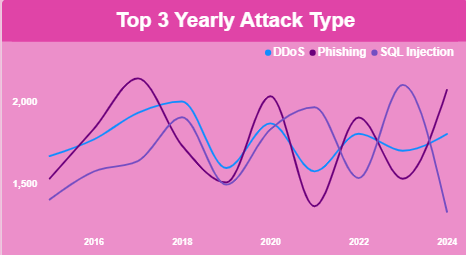 Top 3 Yearly Attack Type
DDoS Phishing SQL Injection
2,000
1,500
2016 2018 2020 2022 2024